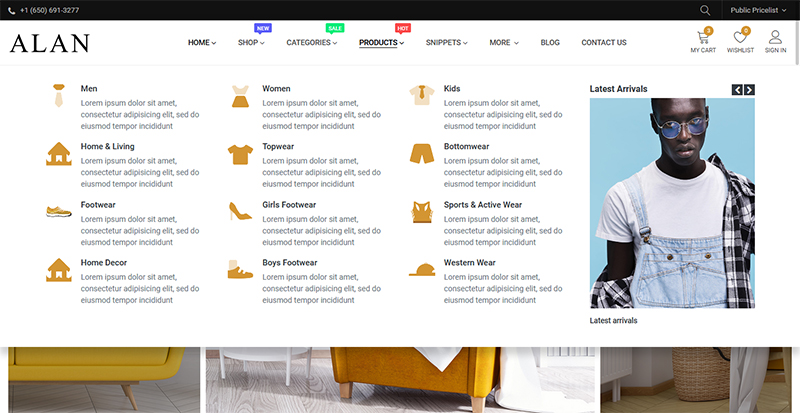 +1 (650) 691-3277
Public Pricelist
ALAN
HOME
SHOP
NEW
CATEGORIES
SALE
PRODUCTS
HOT
SNIPPETS
MORE
BLOG
CONTACT US
0
MY CART
0
WISHLIST
SIGN IN
Men
Lorem ipsum dolor sit amet,
consectetur adipisicing elit, sed do
eiusmod tempor incididunt
Women
Lorem ipsum dolor sit amet,
consectetur adipisicing elit, sed do
eiusmod tempor incididunt
Kids
Lorem ipsum dolor sit amet,
consectetur adipisicing elit, sed do
eiusmod tempor incididunt
Home & Living
Lorem ipsum dolor sit amet,
consectetur adipisicing elit, sed do
eiusmod tempor incididunt
Topwear
Lorem ipsum dolor sit amet,
consectetur adipisicing elit, sed do
eiusmod tempor incididunt
Bottomwear
Lorem ipsum dolor sit amet,
consectetur adipisicing elit, sed do
eiusmod tempor incididunt
Footwear
Lorem ipsum dolor sit amet,
consectetur adipisicing elit, sed do
eiusmod tempor incididunt
Girls Footwear
Lorem ipsum dolor sit amet,
consectetur adipisicing elit, sed do
eiusmod tempor incididunt
Sports & Active Wear
Lorem ipsum dolor sit amet,
consectetur adipisicing elit, sed do
eiusmod tempor incididunt
Home Decor
Lorem ipsum dolor sit amet,
consectetur adipisicing elit, sed do
eiusmod tempor incididunt
Boys Footwear
Lorem ipsum dolor sit amet,
consectetur adipisicing elit, sed do
eiusmod tempor incididunt
Western Wear
Lorem ipsum dolor sit amet,
consectetur adipisicing elit, sed do
eiusmod tempor incididunt
Latest Arrivals
Latest arrivals